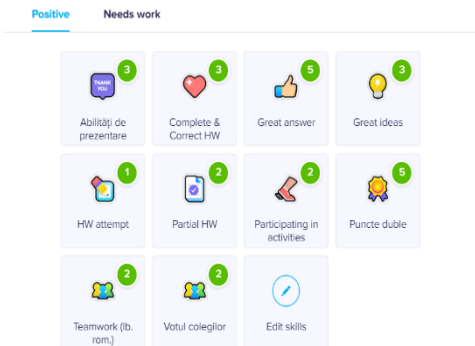 Positive Needs work
3 3 5 3
THANK YOU
Abilități de prezentare
Complete & Correct HW
Great answer
Great ideas
1 2 2 5
HW attempt
Partial HW
Participating in activities
Puncte duble
2 2
Teamwork (lb. rom.)
Votul colegilor
Edit skills